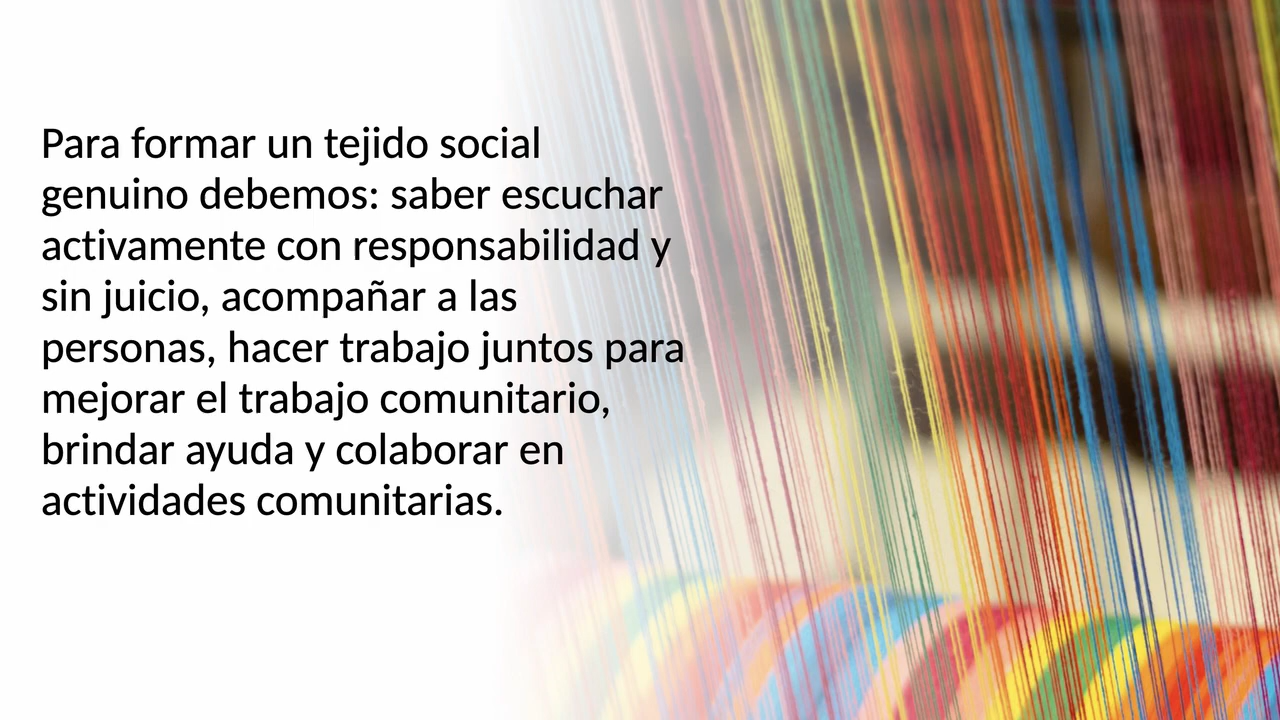 Para formar un tejido social
genuino debemos: saber escuchar
activamente con responsabilidad y
sin juicio, acompañar a las
personas, hacer trabajo juntos para
mejorar el trabajo comunitario,
brindar ayuda y colaborar en
actividades comunitarias.